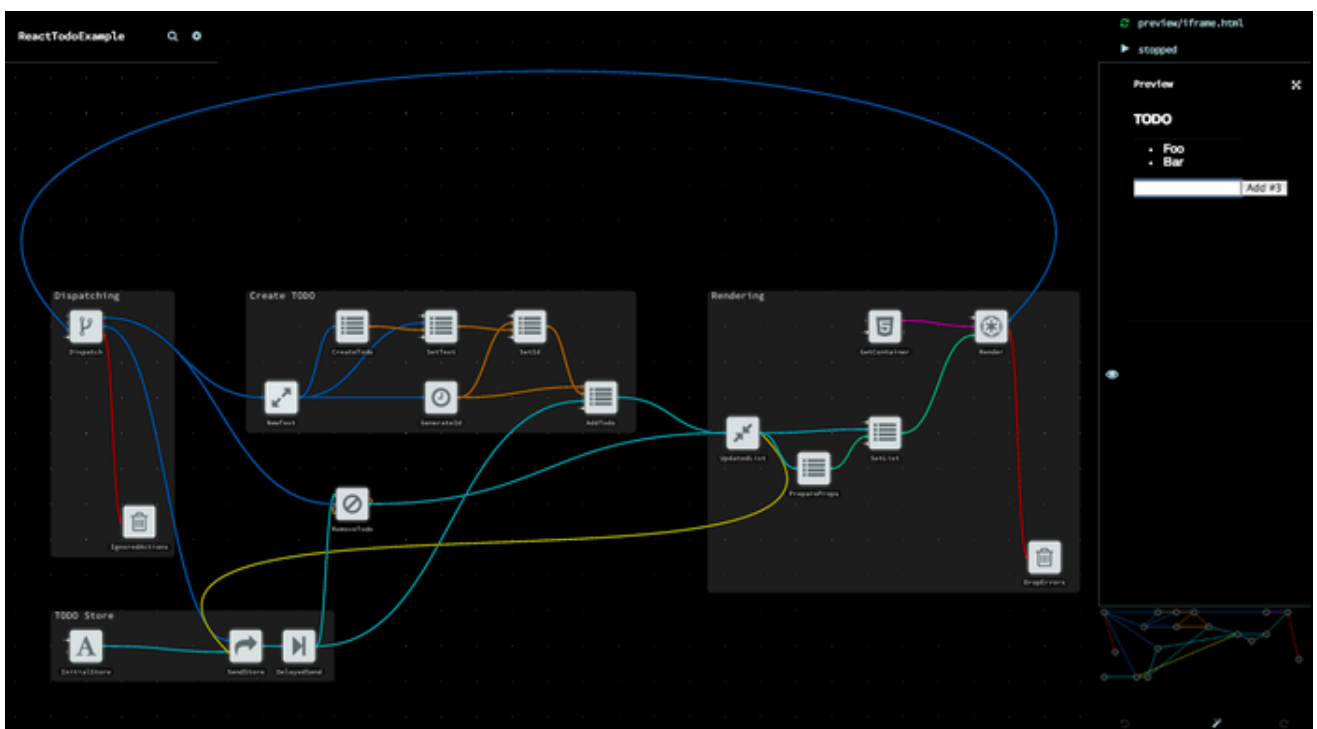 ReactTodoExample
preview/iframe.html
stopped
Preview
TODO
Foo
Bar
Add #3
Dispatching
Dispatch
IgnoredActions
Create TODO
CreateTodo
SetText
SetId
NewText
GenerateId
AddTodo
RemoveTodo
Rendering
GetContainer
Render
UpdatedList
SetList
PrepareProps
DropErrors
TODO Store
A
InitialStore
SendStore
DelayedSend